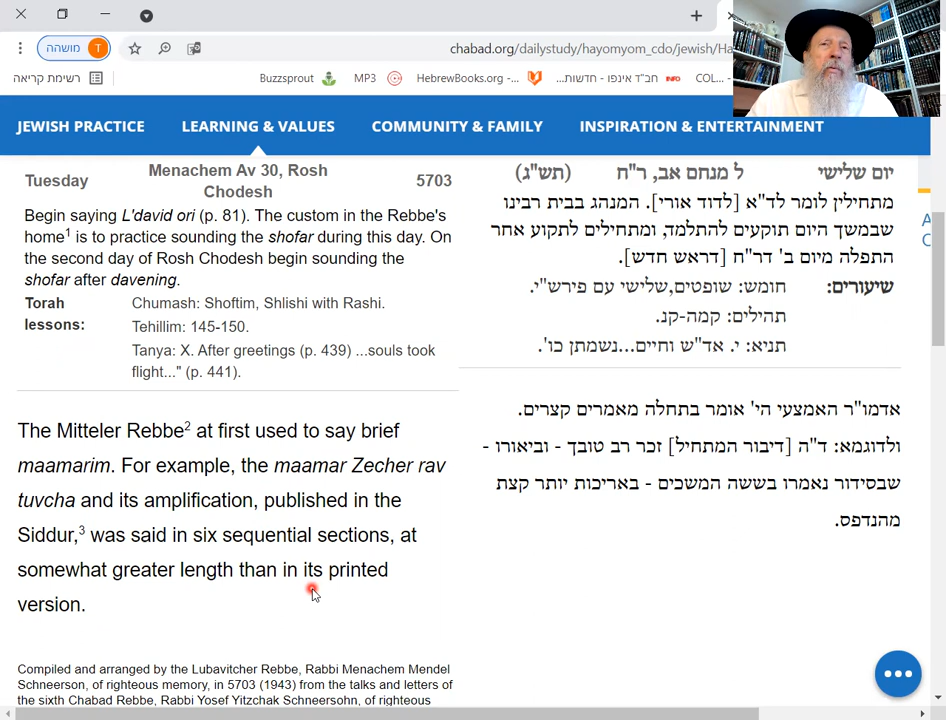 מושהה
T
chabad.org/dailystudy/hayomyom_cdo/jewish/Ha
רשימת קריאה
Buzzsprout
MP3
HebrewBooks.org -...
חב"ד אינפו - חדשות...
INFO
COL...
JEWISH PRACTICE
LEARNING & VALUES
COMMUNITY & FAMILY
INSPIRATION & ENTERTAINMENT
Tuesday
Menachem Av 30, Rosh
Chodesh
5703
Begin saying L'david ori (p. 81). The custom in the Rebbe's
home1 is to practice sounding the shofar during this day. On
the second day of Rosh Chodesh begin sounding the
shofar after davening.
Torah
lessons:
Chumash: Shoftim, Shlishi with Rashi.
Tehillim: 145-150.
Tanya: X. After greetings (p. 439) ...souls took
flight..." (p. 441).
The Mitteler Rebbe2 at first used to say brief
maamarim. For example, the maamar Zecher rav
tuvcha and its amplification, published in the
Siddur,3 was said in six sequential sections, at
somewhat greater length than in its printed
version.
Compiled and arranged by the Lubavitcher Rebbe, Rabbi Menachem Mendel
Schneerson, of righteous memory, in 5703 (1943) from the talks and letters of
the sixth Chabad Rebbe, Rabbi Yosef Yitzchak Schneersohn, of righteous
יום שלישי
ל מנחם אב, ר"ח
(תש"ג)
מתחילין לומר לד"א [לדוד אורי]. המנהג בבית רבינו
שבמשך היום תוקעים להתלמד, ומתחילים לתקוע אחר
התפלה מיום ב' דר"ח [דראש חדש].
שיעורים:
חומש: שופטים, שלישי עם פירש"י.
תהילים: קמה-קנ.
תניא: י. אד"ש וחיים...נשמתן כו'.
אדמו"ר האמצעי הי' אומר בתחלה מאמרים קצרים.
ולדוגמא: ד"ה [דיבור המתחיל] זכר רב טובך - וביאורו -
שבסידור נאמרו בששה המשכים - באריכות יותר קצת
מהנדפס.